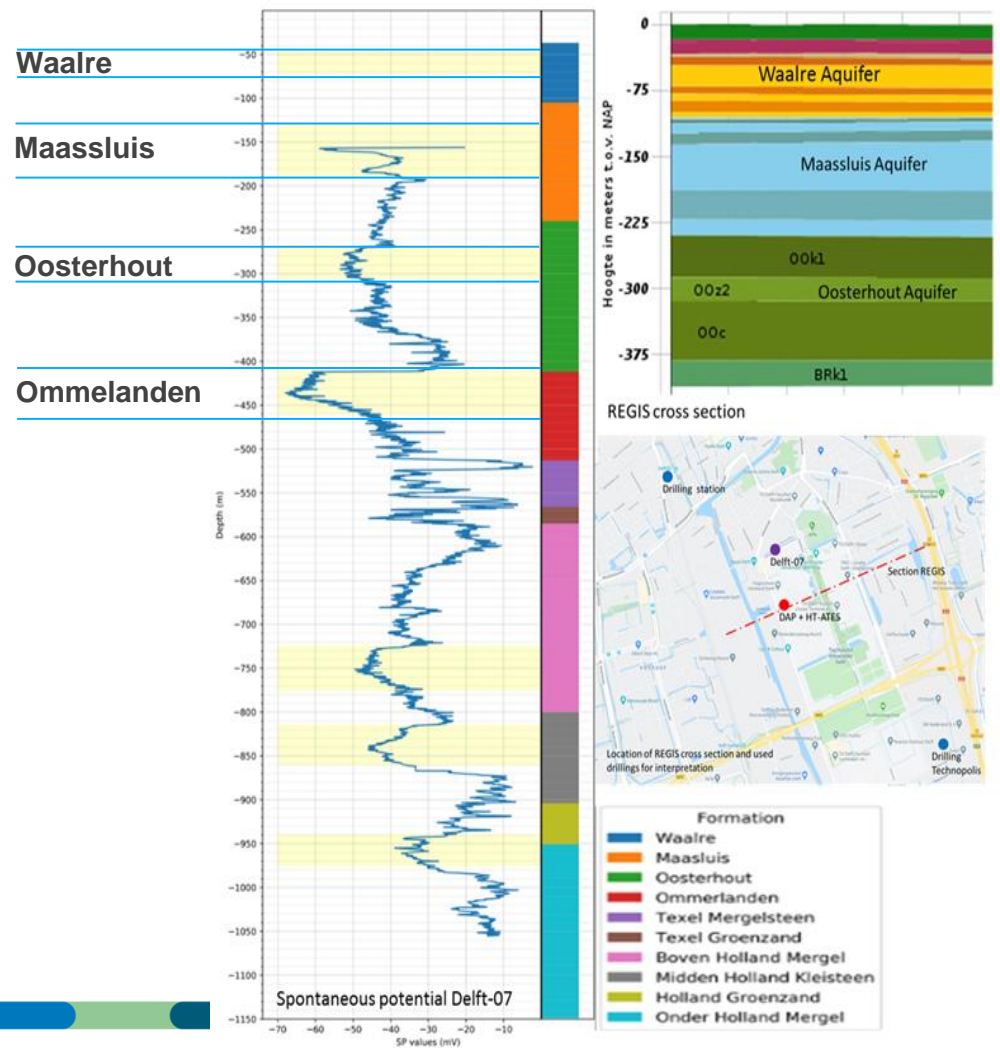 Waalre
Maassluis
Oosterhout
Ommelanden
Depth (m)
−50
−100
−150
−200
−250
−300
−350
−400
−450
−500
−550
−600
−650
−700
−750
−800
−850
−900
−950
−1000
−1050
−1100
−1150
Spontaneous potential Delft-07
−70 −60 −50 −40 −30 −20 −10
SP values (mV)
Hoogte in meters t.o.v. NAP
0
-75
-150
-225
-300
-375
Waalre Aquifer
Maassluis Aquifer
OOk1
OOz2 Oosterhout Aquifer
OOc
BRk1
REGIS cross section
Drilling station
Delft-07
Section REGIS
DAP + HT-ATES
Location of REGIS cross section and used
drillings for interpretation
Drilling
Technopolis
Formation
Waalre
Maasluis
Oosterhout
Ommerlanden
Texel Mergelsteen
Texel Groenzand
Boven Holland Mergel
Midden Holland Kleisteen
Holland Groenzand
Onder Holland Mergel